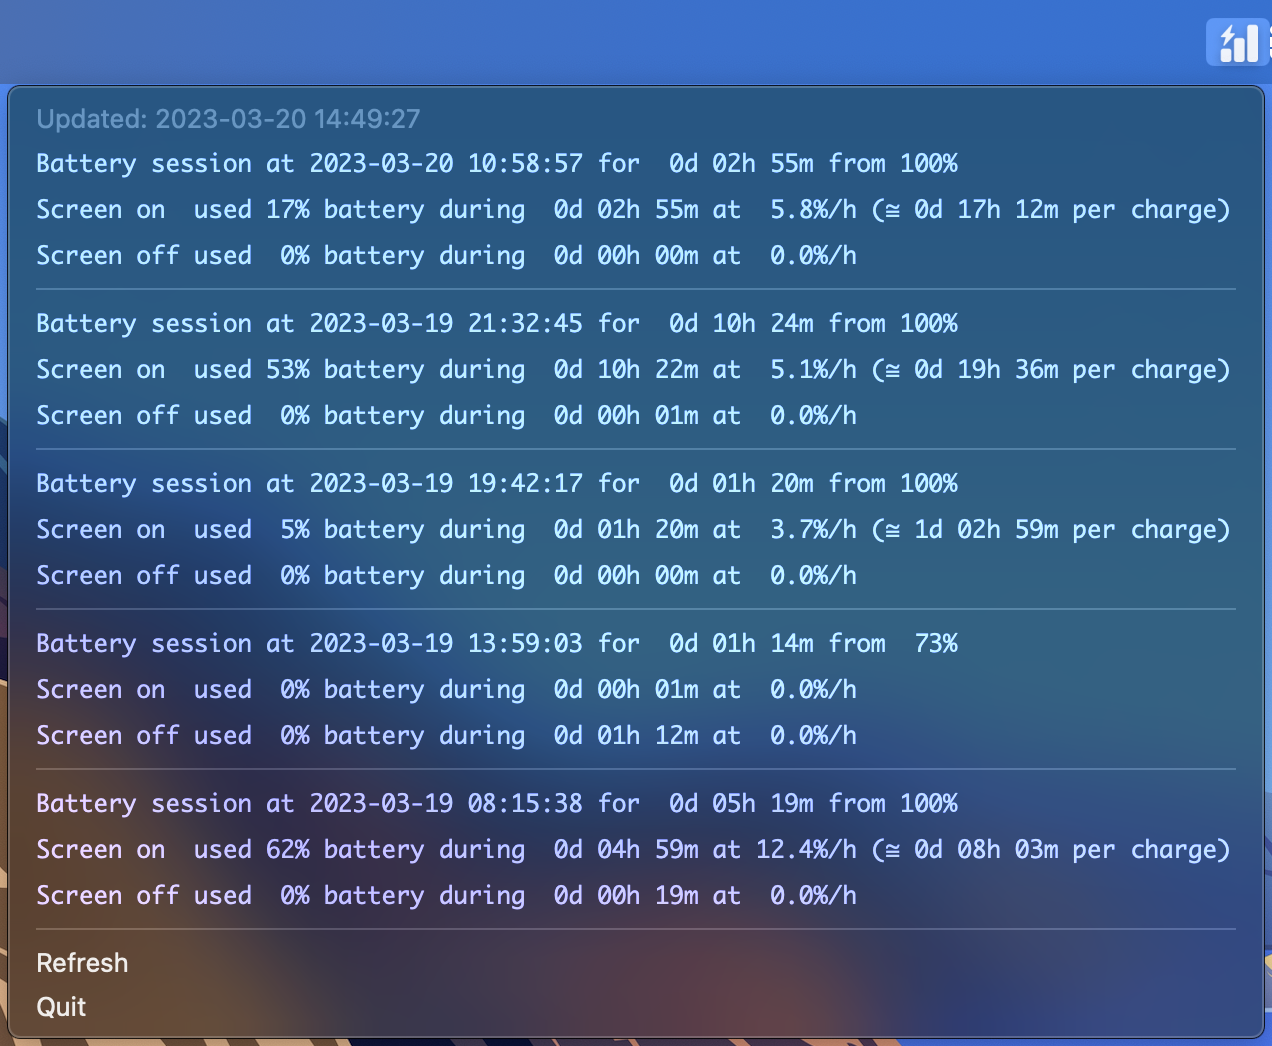 Updated: 2023-03-20 14:49:27
Battery session at 2023-03-20 10:58:57 for  0d 02h 55m from 100%
Screen on  used 17% battery during  0d 02h 55m at  5.8%/h (≅ 0d 17h 12m per charge)
Screen off used  0% battery during  0d 00h 00m at  0.0%/h
Battery session at 2023-03-19 21:32:45 for  0d 10h 24m from 100%
Screen on  used 53% battery during  0d 10h 22m at  5.1%/h (≅ 0d 19h 36m per charge)
Screen off used  0% battery during  0d 00h 01m at  0.0%/h
Battery session at 2023-03-19 19:42:17 for  0d 01h 20m from 100%
Screen on  used  5% battery during  0d 01h 20m at  3.7%/h (≅ 1d 02h 59m per charge)
Screen off used  0% battery during  0d 00h 00m at  0.0%/h
Battery session at 2023-03-19 13:59:03 for  0d 01h 14m from  73%
Screen on  used  0% battery during  0d 00h 01m at  0.0%/h
Screen off used  0% battery during  0d 01h 12m at  0.0%/h
Battery session at 2023-03-19 08:15:38 for  0d 05h 19m from 100%
Screen on  used 62% battery during  0d 04h 59m at 12.4%/h (≅ 0d 08h 03m per charge)
Screen off used  0% battery during  0d 00h 19m at  0.0%/h
Refresh
Quit